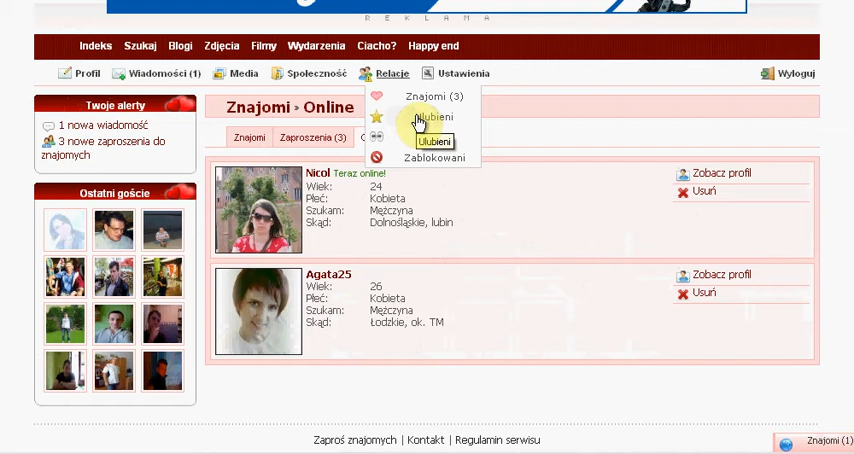 REKLAMA
Indeks Szukaj Blogi Zdjęcia Filmy Wydarzenia Ciacho? Happy end
Profil Wiadomości (1) Media Społeczność Relacje Ustawienia Wyloguj
Twoje alerty
1 nowa wiadomość
3 nowe zaproszenia do
znajomych
Ostatni goście
Znajomi » Online
Znajomi Zaproszenia (3)
Znajomi (3)
Ulubieni
Ulubieni
Zablokowani
Nicol Teraz online!
Wiek: 24
Płeć: Kobieta
Szukam: Mężczyna
Skąd: Dolnośląskie, lubin
Zobacz profil
Usuń
Agata25
Wiek: 26
Płeć: Kobieta
Szukam: Mężczyna
Skąd: Łodzkie, ok. TM
Zobacz profil
Usuń
Zaproś znajomych | Kontakt | Regulamin serwisu
Znajomi (1)